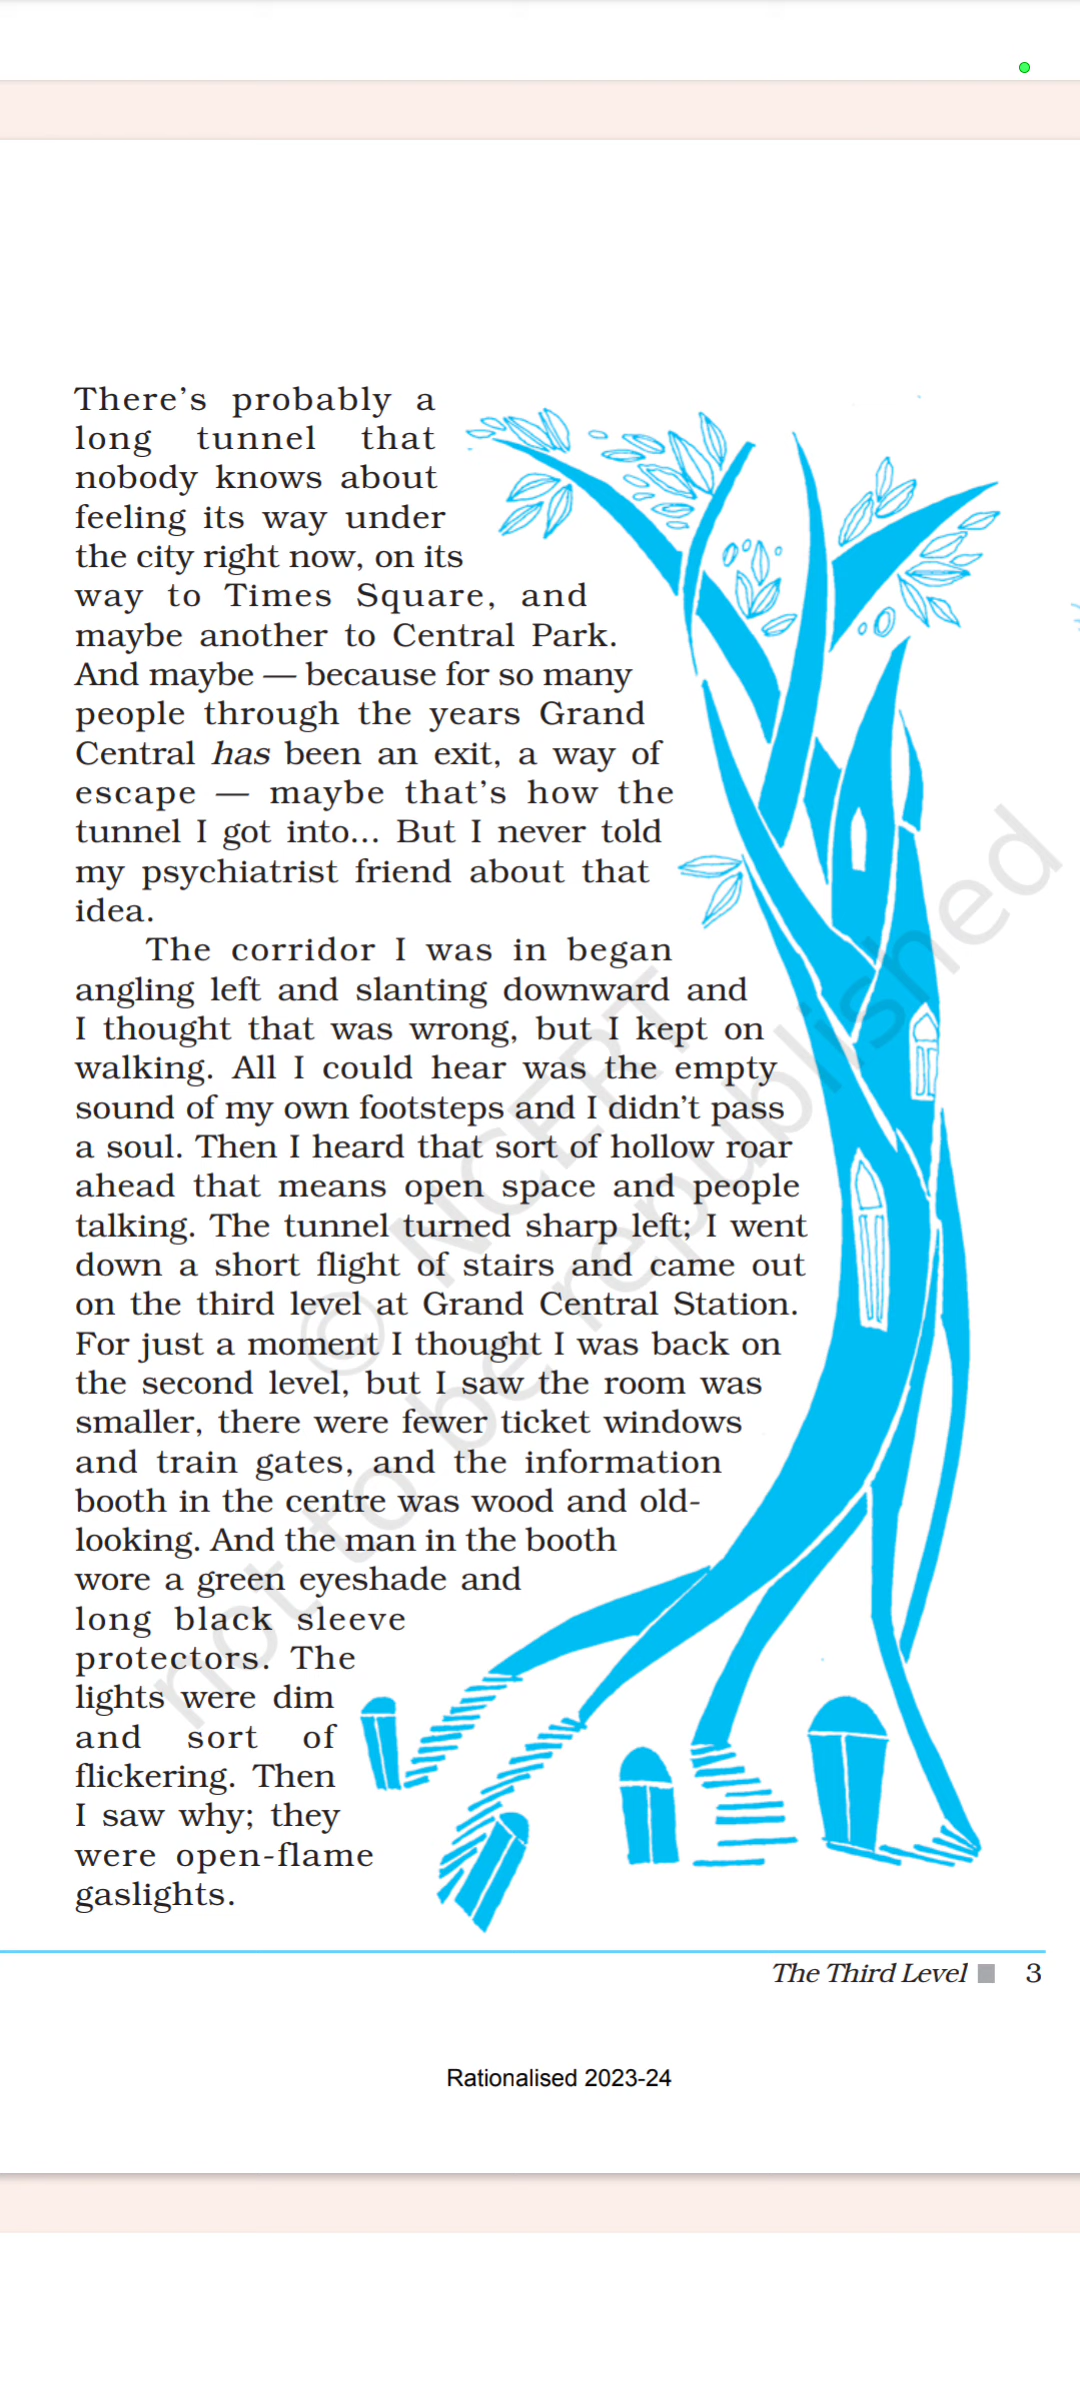 There's probably a
long tunnel that
nobody knows about
feeling its way under
the city right now, on its
way to Times Square, and
maybe another to Central Park.
And maybe — because for so many
people through the years Grand
Central has been an exit, a way of
escape — maybe that's how the
tunnel I got into... But I never told
my psychiatrist friend about that
idea.
The corridor I was in began
angling left and slanting downward and
I thought that was wrong, but I kept on
walking. All I could hear was the empty
sound of my own footsteps and I didn't pass
a soul. Then I heard that sort of hollow roar
ahead that means open space and people
talking. The tunnel turned sharp left; I went
down a short flight of stairs and came out
on the third level at Grand Central Station.
For just a moment I thought I was back on
the second level, but I saw the room was
smaller, there were fewer ticket windows
and train gates, and the information
booth in the centre was wood and old-
looking. And the man in the booth
wore a green eyeshade and
long black sleeve
protectors. The
lights were dim
and sort of
flickering. Then
I saw why; they
were open-flame
gaslights.
© NCERT
not to be republished
The Third Level 3
Rationalised 2023-24